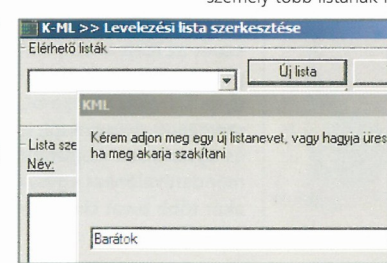 személy több listának
K-ML >> Levelezési lista szerkesztése
Elérhető listák
Új lista
KML
Kérem adjon meg egy új listanevet, vagy hagyja üres
ha meg akarja szakítani
Lista sze
Név:
Barátok